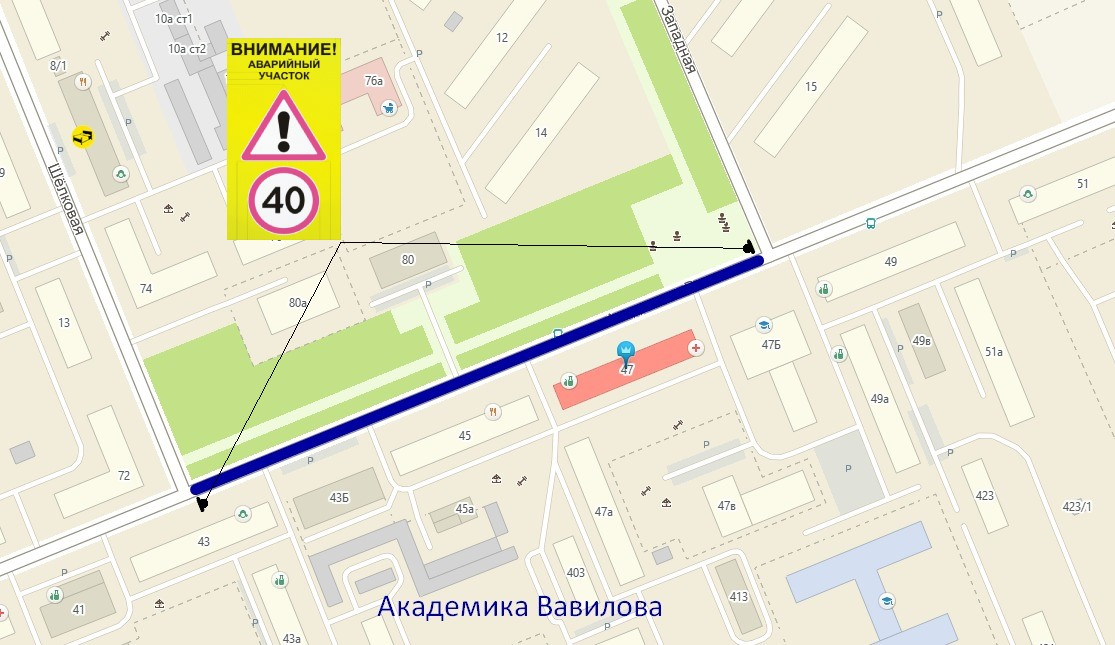 10а ст1
10а ст2
8/1
ВНИМАНИЕ!
АВАРИЙНЫЙ
УЧАСТОК
40
76а
P
12
14
Западная
15
P
P
P
Шёлковая
9
51
P
P
74
80а
80
P
13
49
47Б
49в
51а
P
47
45
49а
72
P
43Б
45а
P
P
P
47а
47в
423
423/1
43
P
41
403
413
43а
P
P
Академика Вавилова